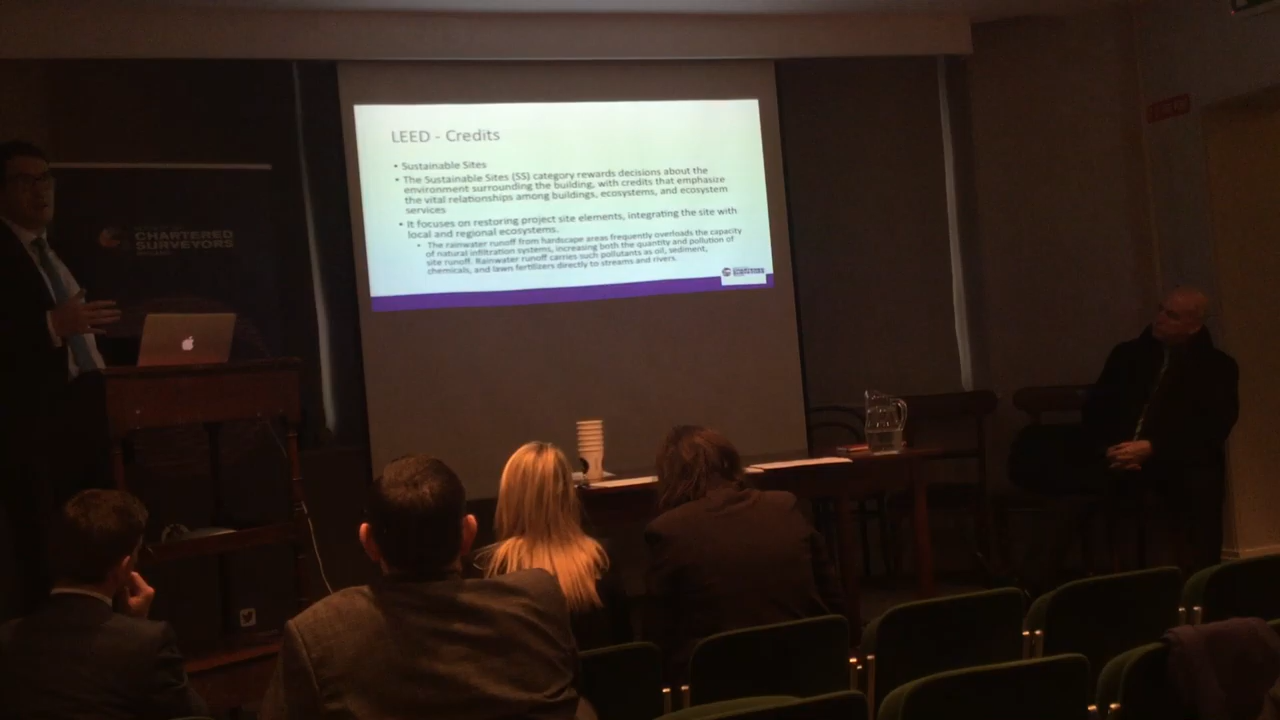 LEED - Credits
• Sustainable Sites
• The Sustainable Sites (SS) category rewards decisions about the
environment surrounding the building, with credits that emphasize
the vital relationships among buildings, ecosystems, and ecosystem
services
• It focuses on restoring project site elements, integrating the site with
local and regional ecosystems.
• The rainwater runoff from hardscape areas frequently overloads the capacity
of natural infiltration systems, increasing both the quantity and pollution of
site runoff. Rainwater runoff carries such pollutants as oil, sediment,
chemicals, and lawn fertilizers directly to streams and rivers.
CHARTERED
SURVEYORS
CHARTERED
SURVEYORS